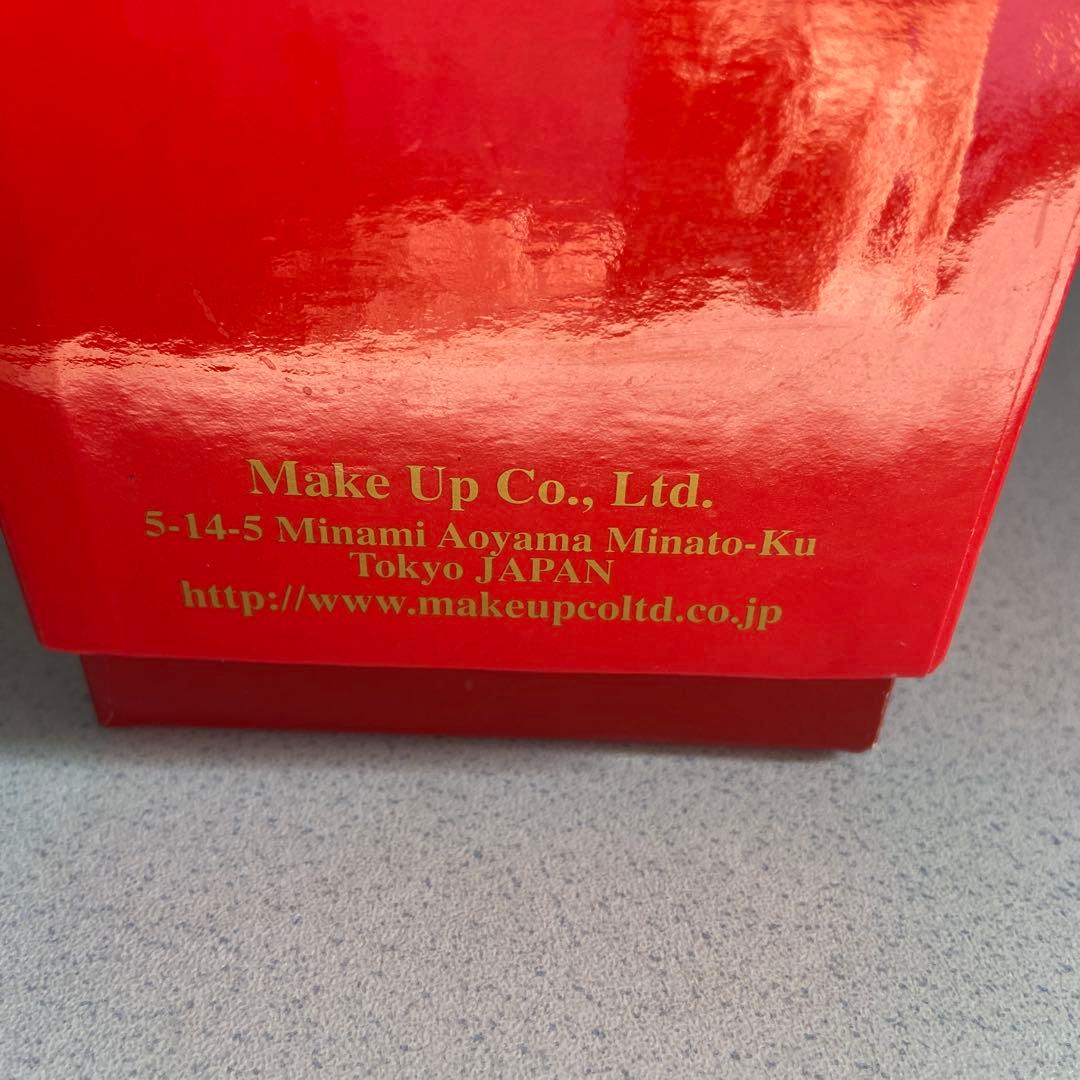 Make Up Co., Ltd.
5-14-5 Minami Aoyama Minato-Ku
Tokyo JAPAN
http://www.makeupcoltd.co.jp